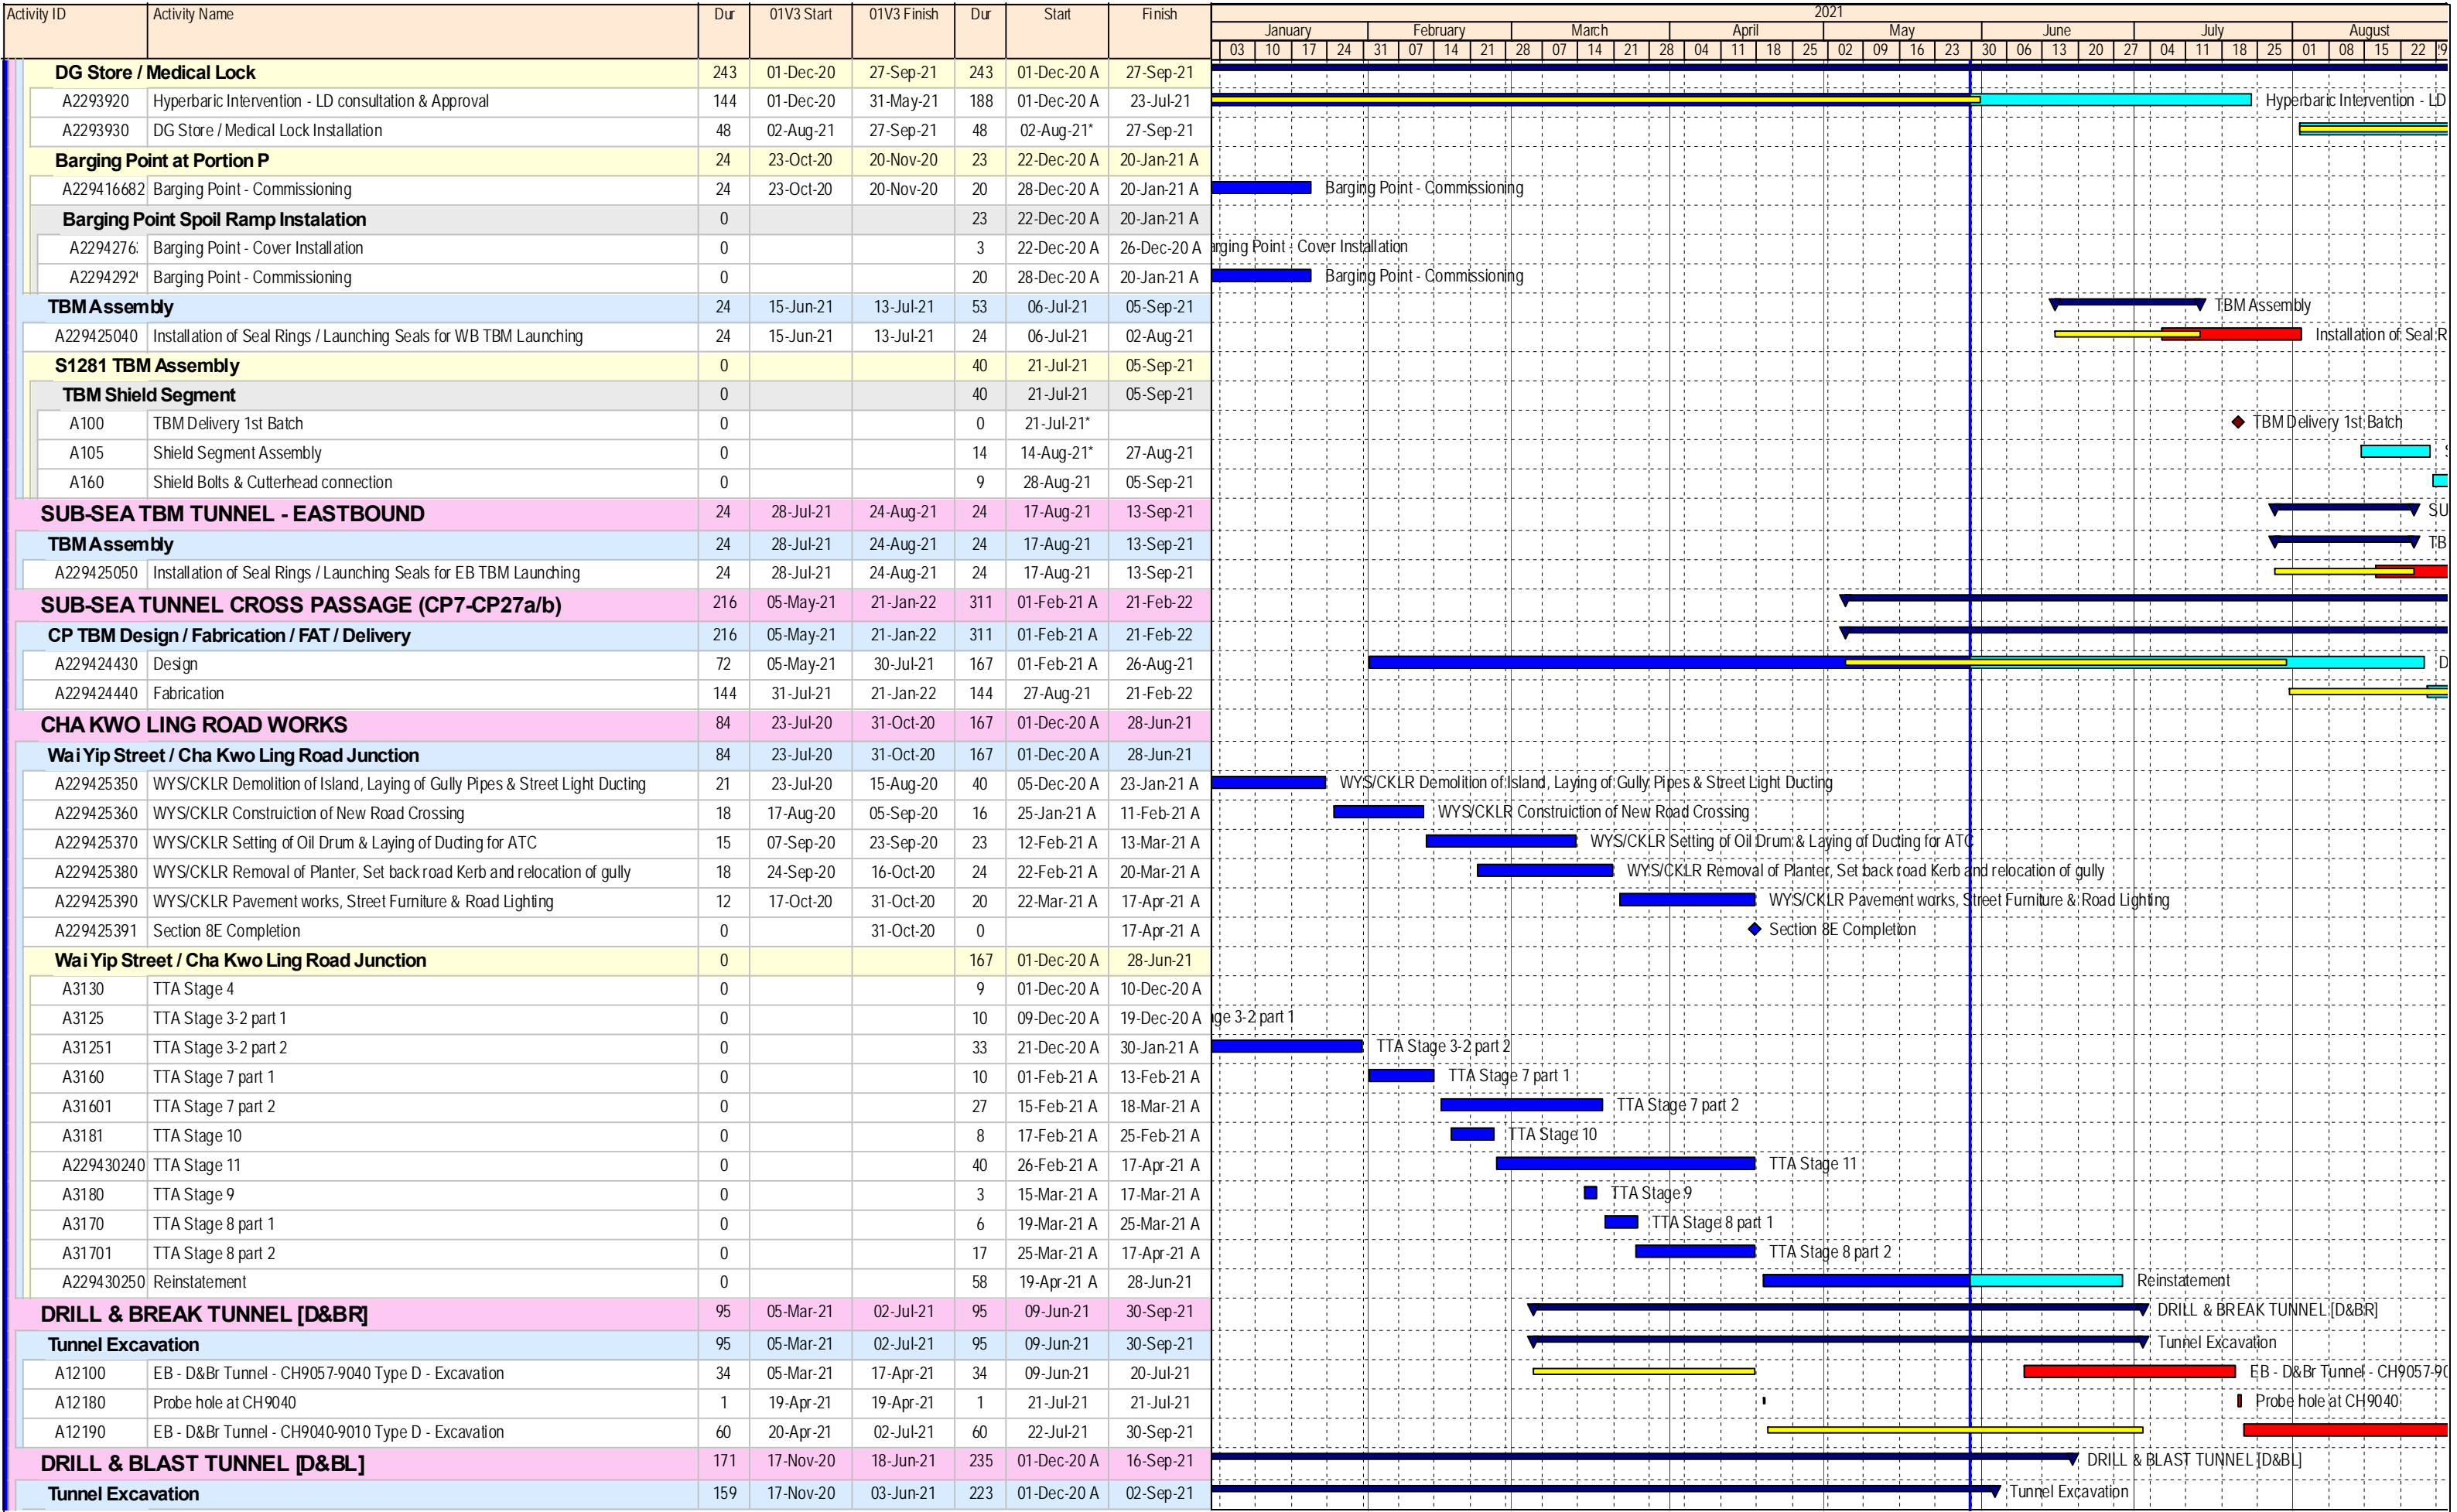 Activity ID Activity Name Dur 01V3 Start 01V3 Finish Dur Start Finish 2021
January February March April May June July August
03 10 17 24 31 07 14 21 28 07 14 21 28 04 11 18 25 02 09 16 23 30 06 13 20 27 04 11 18 25 01 08 15 22
DG Store / Medical Lock 243 01-Dec-20 27-Sep-21 243 01-Dec-20 A 27-Sep-21
A2293920 Hyperbaric Intervention - LD consultation & Approval 144 01-Dec-20 31-May-21 188 01-Dec-20 A 23-Jul-21 Hyperbaric Intervention - LD
A2293930 DG Store / Medical Lock Installation 48 02-Aug-21 27-Sep-21 48 02-Aug-21* 27-Sep-21
Barging Point at Portion P 24 23-Oct-20 20-Nov-20 23 22-Dec-20 A 20-Jan-21 A
A229416682 Barging Point - Commissioning 24 23-Oct-20 20-Nov-20 20 28-Dec-20 A 20-Jan-21 A Barging Point - Commissioning
Barging Point Spoil Ramp Instalation 0 23 22-Dec-20 A 20-Jan-21 A
A2294276 Barging Point - Cover Installation 0 3 22-Dec-20 A 26-Dec-20 A arging Point - Cover Installation
A2294292 Barging Point - Commissioning 0 20 28-Dec-20 A 20-Jan-21 A Barging Point - Commissioning
TBM Assembly 24 15-Jun-21 13-Jul-21 53 06-Jul-21 05-Sep-21 TBM Assembly
A229425040 Installation of Seal Rings / Launching Seals for WB TBM Launching 24 15-Jun-21 13-Jul-21 24 06-Jul-21 02-Aug-21 Installation of Seal R
S1281 TBM Assembly 0 40 21-Jul-21 05-Sep-21
TBM Shield Segment 0 40 21-Jul-21 05-Sep-21
A100 TBM Delivery 1st Batch 0 0 21-Jul-21* TBM Delivery 1st Batch
A105 Shield Segment Assembly 0 14 14-Aug-21* 27-Aug-21
A160 Shield Bolts & Cutterhead connection 0 9 28-Aug-21 05-Sep-21
SUB-SEA TBM TUNNEL - EASTBOUND 24 28-Jul-21 24-Aug-21 24 17-Aug-21 13-Sep-21 SU
TBM Assembly 24 28-Jul-21 24-Aug-21 24 17-Aug-21 13-Sep-21 TB
A229425050 Installation of Seal Rings / Launching Seals for EB TBM Launching 24 28-Jul-21 24-Aug-21 24 17-Aug-21 13-Sep-21
SUB-SEA TUNNEL CROSS PASSAGE (CP7-CP27a/b) 216 05-May-21 21-Jan-22 311 01-Feb-21 A 21-Feb-22
CP TBM Design / Fabrication / FAT / Delivery 216 05-May-21 21-Jan-22 311 01-Feb-21 A 21-Feb-22
A229424430 Design 72 05-May-21 30-Jul-21 167 01-Feb-21 A 26-Aug-21 D
A229424440 Fabrication 144 31-Jul-21 21-Jan-22 144 27-Aug-21 21-Feb-22
CHA KWO LING ROAD WORKS 84 23-Jul-20 31-Oct-20 167 01-Dec-20 A 28-Jun-21
Wai Yip Street / Cha Kwo Ling Road Junction 84 23-Jul-20 31-Oct-20 167 01-Dec-20 A 28-Jun-21
A229425350 WYS/CKLR Demolition of Island, Laying of Gully Pipes & Street Light Ducting 21 23-Jul-20 15-Aug-20 40 05-Dec-20 A 23-Jan-21 A WYS/CKLR Demolition of Island, Laying of Gully Pipes & Street Light Ducting
A229425360 WYS/CKLR Construiction of New Road Crossing 18 17-Aug-20 05-Sep-20 16 25-Jan-21 A 11-Feb-21 A WYS/CKLR Construiction of New Road Crossing
A229425370 WYS/CKLR Setting of Oil Drum & Laying of Ducting for ATC 15 07-Sep-20 23-Sep-20 23 12-Feb-21 A 13-Mar-21 A WYS/CKLR Setting of Oil Drum & Laying of Ducting for ATC
A229425380 WYS/CKLR Removal of Planter, Set back road Kerb and relocation of gully 18 24-Sep-20 16-Oct-20 24 22-Feb-21 A 20-Mar-21 A WYS/CKLR Removal of Planter, Set back road Kerb and relocation of gully
A229425390 WYS/CKLR Pavement works, Street Furniture & Road Lighting 12 17-Oct-20 31-Oct-20 20 22-Mar-21 A 17-Apr-21 A WYS/CKLR Pavement works, Street Furniture & Road Lighting
A229425391 Section 8E Completion 0 31-Oct-20 0 17-Apr-21 A Section 8E Completion
Wai Yip Street / Cha Kwo Ling Road Junction 0 167 01-Dec-20 A 28-Jun-21
A3130 TTA Stage 4 0 9 01-Dec-20 A 10-Dec-20 A
A3125 TTA Stage 3-2 part 1 0 10 09-Dec-20 A 19-Dec-20 A ge 3-2 part 1
A31251 TTA Stage 3-2 part 2 0 33 21-Dec-20 A 30-Jan-21 A TTA Stage 3-2 part 2
A3160 TTA Stage 7 part 1 0 10 01-Feb-21 A 13-Feb-21 A TTA Stage 7 part 1
A31601 TTA Stage 7 part 2 0 27 15-Feb-21 A 18-Mar-21 A TTA Stage 7 part 2
A3181 TTA Stage 10 0 8 17-Feb-21 A 25-Feb-21 A TTA Stage 10
A229430240 TTA Stage 11 0 40 26-Feb-21 A 17-Apr-21 A TTA Stage 11
A3180 TTA Stage 9 0 3 15-Mar-21 A 17-Mar-21 A TTA Stage 9
A3170 TTA Stage 8 part 1 0 6 19-Mar-21 A 25-Mar-21 A TTA Stage 8 part 1
A31701 TTA Stage 8 part 2 0 17 25-Mar-21 A 17-Apr-21 A TTA Stage 8 part 2
A229430250 Reinstatement 0 58 19-Apr-21 A 28-Jun-21 Reinstatement
DRILL & BREAK TUNNEL [D&BR] 95 05-Mar-21 02-Jul-21 95 09-Jun-21 30-Sep-21 DRILL & BREAK TUNNEL [D&BR]
Tunnel Excavation 95 05-Mar-21 02-Jul-21 95 09-Jun-21 30-Sep-21 Tunnel Excavation
A12100 EB - D&Br Tunnel - CH9057-9040 Type D - Excavation 34 05-Mar-21 17-Apr-21 34 09-Jun-21 20-Jul-21 EB - D&Br Tunnel - CH9057-90
A12180 Probe hole at CH9040 1 19-Apr-21 19-Apr-21 1 21-Jul-21 21-Jul-21 Probe hole at CH9040
A12190 EB - D&Br Tunnel - CH9040-9010 Type D - Excavation 60 20-Apr-21 02-Jul-21 60 22-Jul-21 30-Sep-21
DRILL & BLAST TUNNEL [D&BL] 171 17-Nov-20 18-Jun-21 235 01-Dec-20 A 16-Sep-21 DRILL & BLAST TUNNEL [D&BL]
Tunnel Excavation 159 17-Nov-20 03-Jun-21 223 01-Dec-20 A 02-Sep-21 Tunnel Excavation